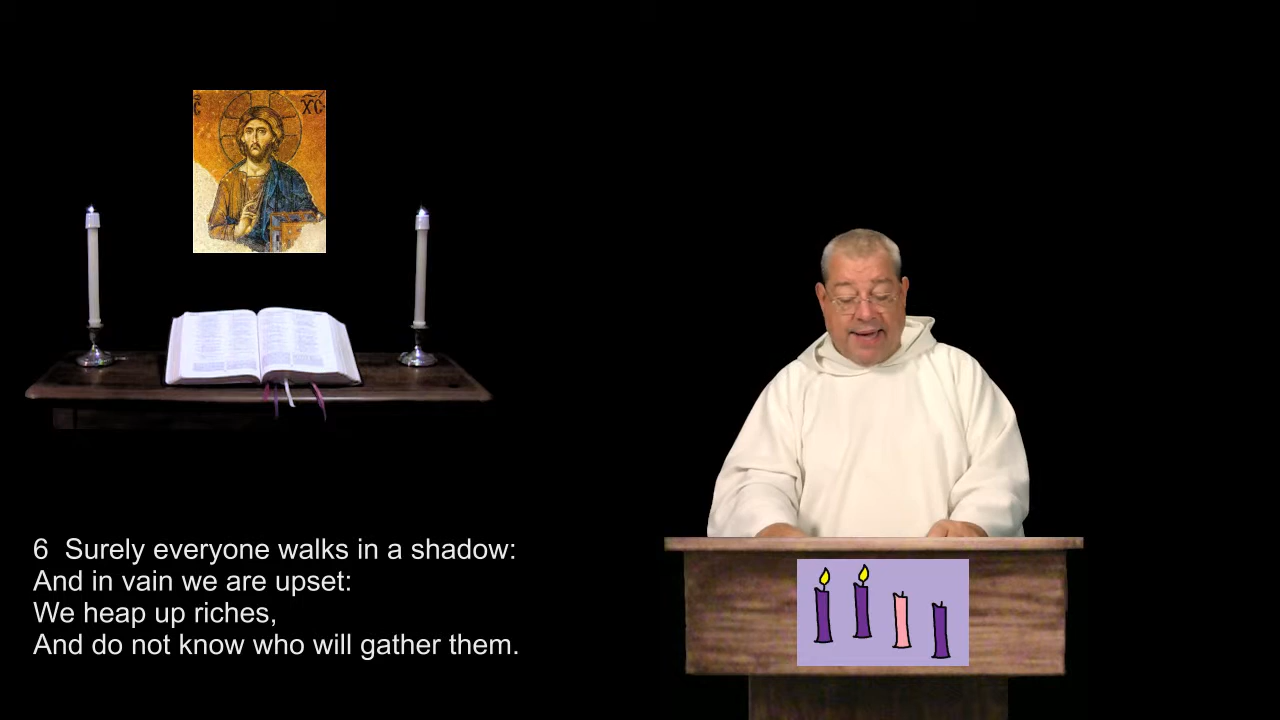 ΧC
6 Surely everyone walks in a shadow:
And in vain we are upset:
We heap up riches,
And do not know who will gather them.